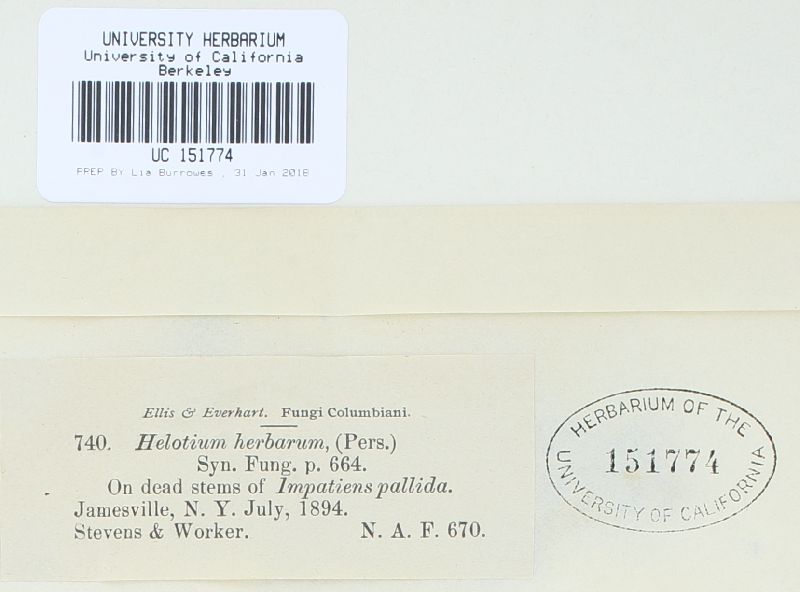 UNIVERSITY HERBARIUM
University of California
Berkeley
UC 151774
PREP BY Lia Burrowes , 31 Jan 2018
Ellis & Everhart. Fungi Columbiani.
740. Helotium herbarum, (Pers.)
Syn. Fung. p. 664.
On dead stems of Impatiens pallida.
Jamesville, N. Y. July, 1894.
Stevens & Worker. N. A. F. 670.
HERBARIUM OF THE
151774
UNIVERSITY OF CALIFORNIA